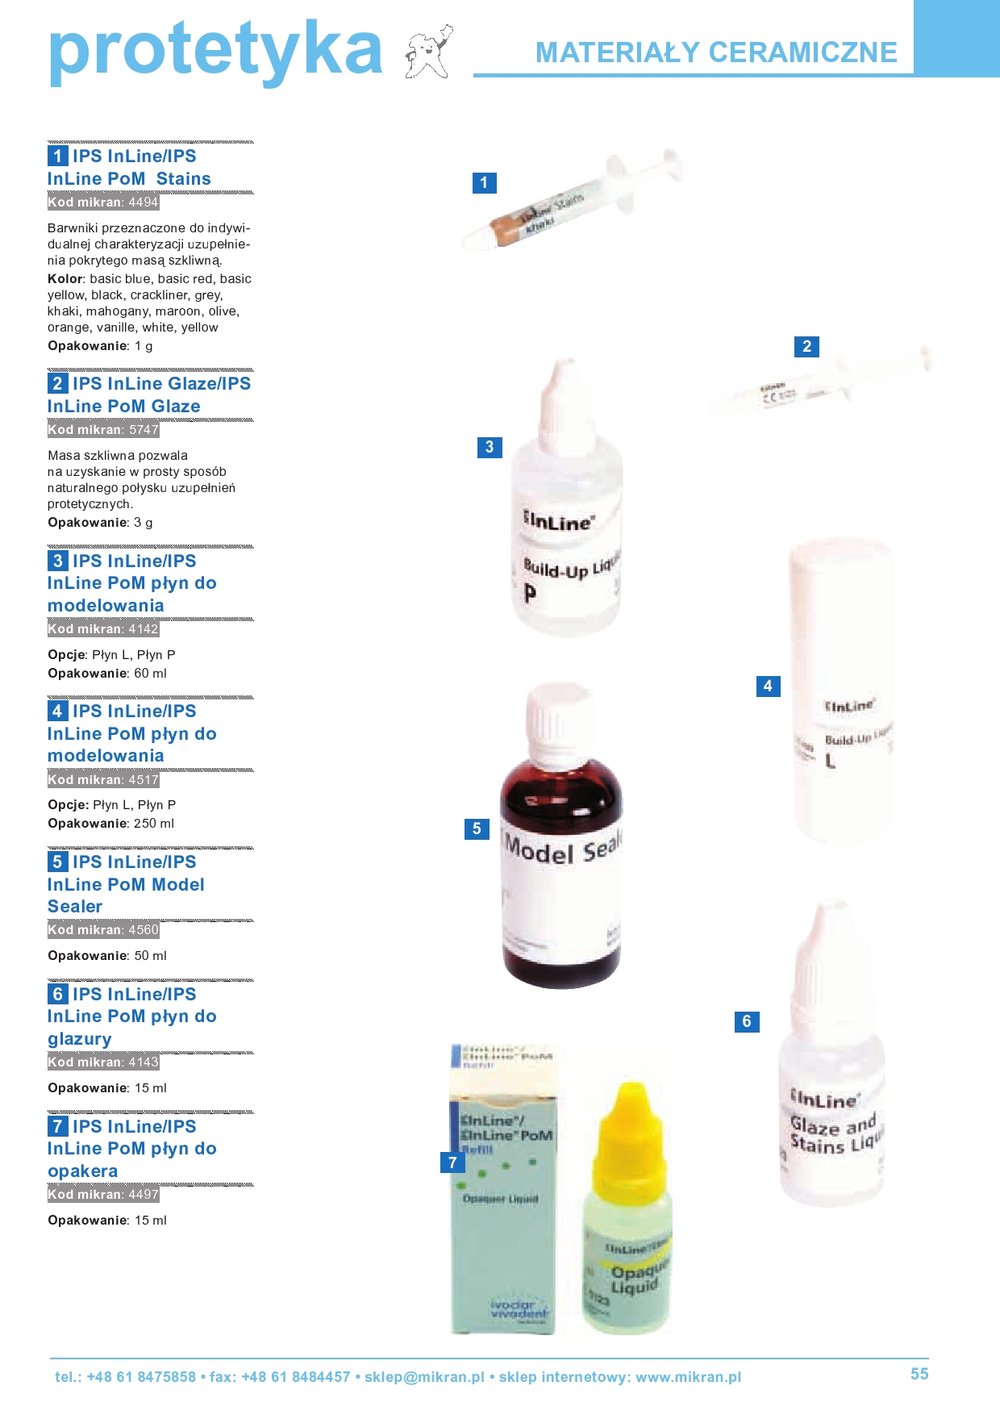 protetyka
MATERIAŁY CERAMICZNE
1 IPS InLine/IPS
InLine PoM Stains
Kod mikran: 4494
Barwniki przeznaczone do indywi-
dualnej charakteryzacji uzupełnie-
nia pokrytego masą szkliwną.
Kolor: basic blue, basic red, basic
yellow, black, crackliner, grey,
khaki, mahogany, maroon, olive,
orange, vanille, white, yellow
Opakowanie: 1 g
2 IPS InLine Glaze/IPS
InLine PoM Glaze
Kod mikran: 5747
Masa szkliwna pozwala
na uzyskanie w prosty sposób
naturalnego połysku uzupełnień
protetycznych.
Opakowanie: 3 g
3 IPS InLine/IPS
InLine PoM płyn do
modelowania
Kod mikran: 4142
Opcje: Płyn L, Płyn P
Opakowanie: 60 ml
4 IPS InLine/IPS
InLine PoM płyn do
modelowania
Kod mikran: 4517
Opcje: Płyn L, Płyn P
Opakowanie: 250 ml
5 IPS InLine/IPS
InLine PoM Model
Sealer
Kod mikran: 4560
Opakowanie: 50 ml
6 IPS InLine/IPS
InLine PoM płyn do
glazury
Kod mikran: 4143
Opakowanie: 15 ml
7 IPS InLine/IPS
InLine PoM płyn do
opakera
Kod mikran: 4497
Opakowanie: 15 ml
1
InLine Stains
khaki
2
3
InLine
Build-Up Liqu
P
4
InLine
Build-Up Liqu
L
5
Model Seal
6
InLine
Glaze and
Stains Liqu
7
InLine PoM
Refill
InLine/
InLine PoM
Refill
Opaquer Liquid
ivoclar
vivadent
InLine
Opaque
Liquid
0123
tel.: +48 61 8475858 • fax: +48 61 8484457 • sklep@mikran.pl • sklep internetowy: www.mikran.pl
55